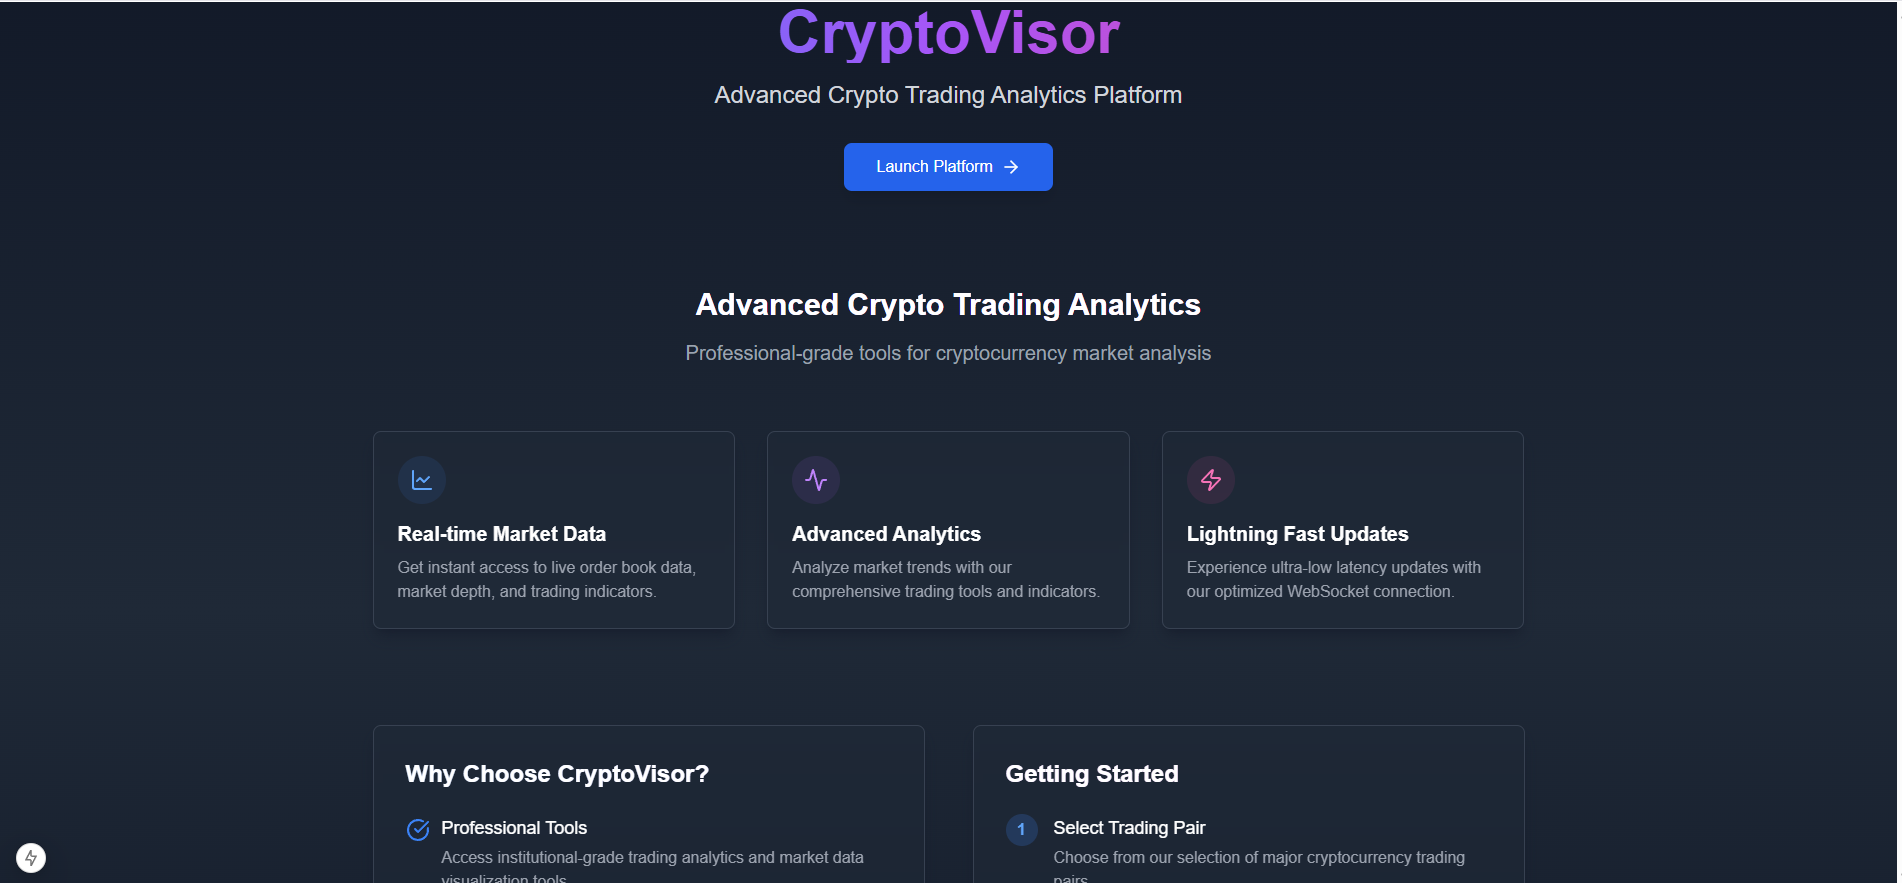 CryptoVisor
Advanced Crypto Trading Analytics Platform
Launch Platform
Advanced Crypto Trading Analytics
Professional-grade tools for cryptocurrency market analysis
Real-time Market Data
Get instant access to live order book data,
market depth, and trading indicators.
Advanced Analytics
Analyze market trends with our
comprehensive trading tools and indicators.
Lightning Fast Updates
Experience ultra-low latency updates with
our optimized WebSocket connection.
Why Choose CryptoVisor?
Professional Tools
Access institutional-grade trading analytics and market data
visualization tools.
Getting Started
1
Select Trading Pair
Choose from our selection of major cryptocurrency trading
pairs.